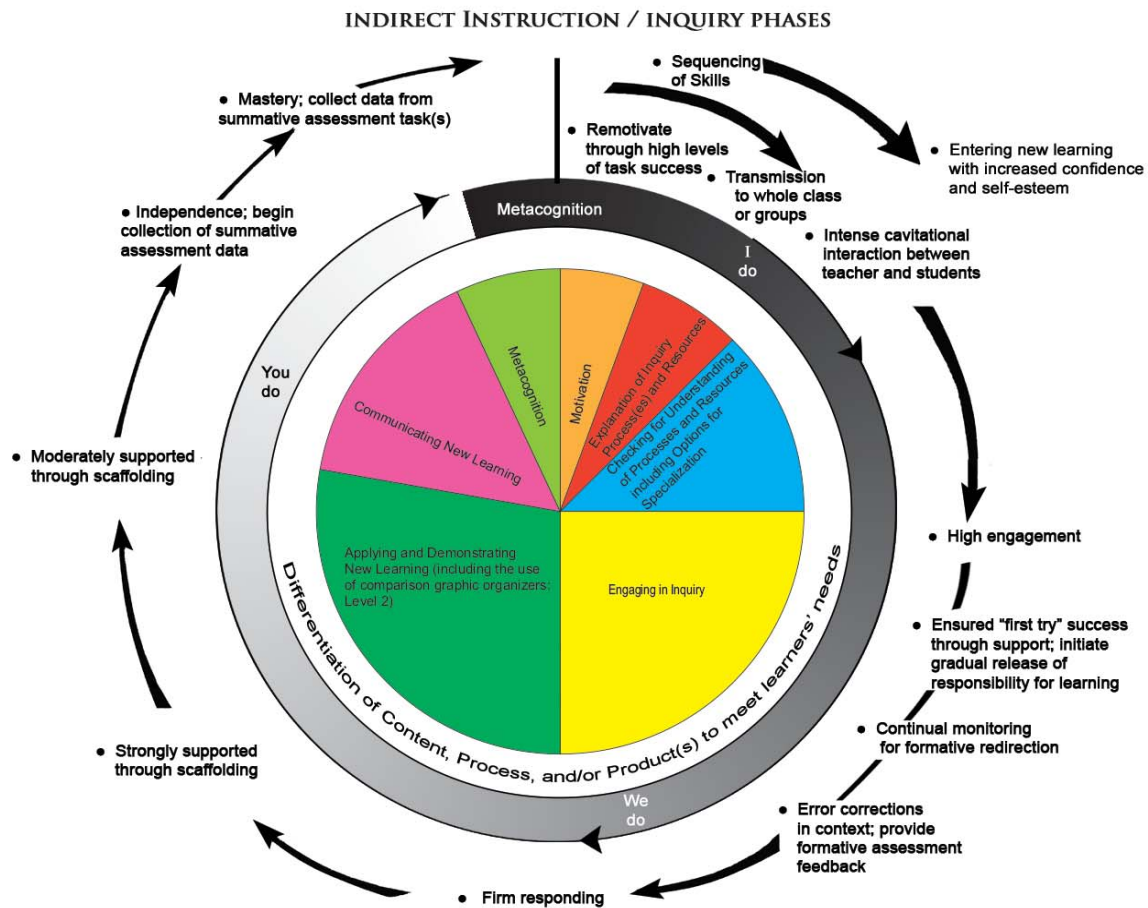 INDIRECT INSTRUCTION / INQUIRY PHASES
• Sequencing
of Skills
• Mastery; collect data from
summative assessment task(s)
• Remotivate
through high levels
of task success
• Entering new learning
with increased confidence
and self-esteem
• Transmission
to whole class
or groups
• Independence; begin
collection of summative
assessment data
Metacognition
• Intense cavitational
interaction between
teacher and students
I
do
You
do
Metacognition
Motivation
Explanation of Inquiry
Process(es) and Resources
Checking for Understanding
of Processes and Resources
including Options for
Specialization
Communicating New Learning
• Moderately supported
through scaffolding
• High engagement
Applying and Demonstrating
New Learning (including the use
of comparison graphic organizers:
Level 2)
Engaging in Inquiry
• Ensured “first try” success
through support; initiate
gradual release of
responsibility for learning
Differentiation of Content, Process, and/or Product(s) to meet learners’ needs
• Continual monitoring
for formative redirection
• Strongly supported
through scaffolding
We
do
• Error corrections
in context; provide
formative assessment
feedback
• Firm responding